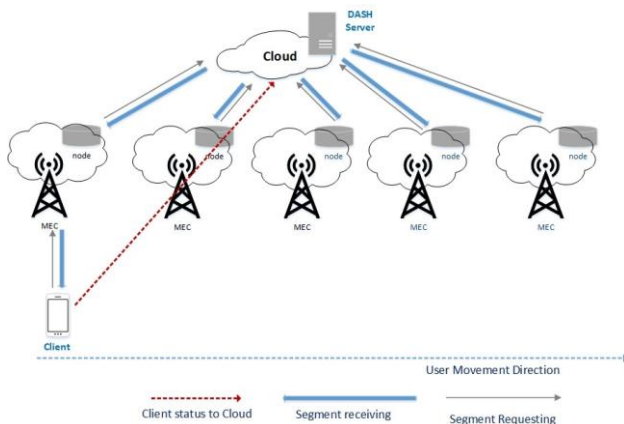 DASH
Server
Cloud
node
node
node
node
node
MEC
MEC
MEC
MEC
MEC
Client
User Movement Direction
Client status to Cloud
Segment receiving
Segment Requesting